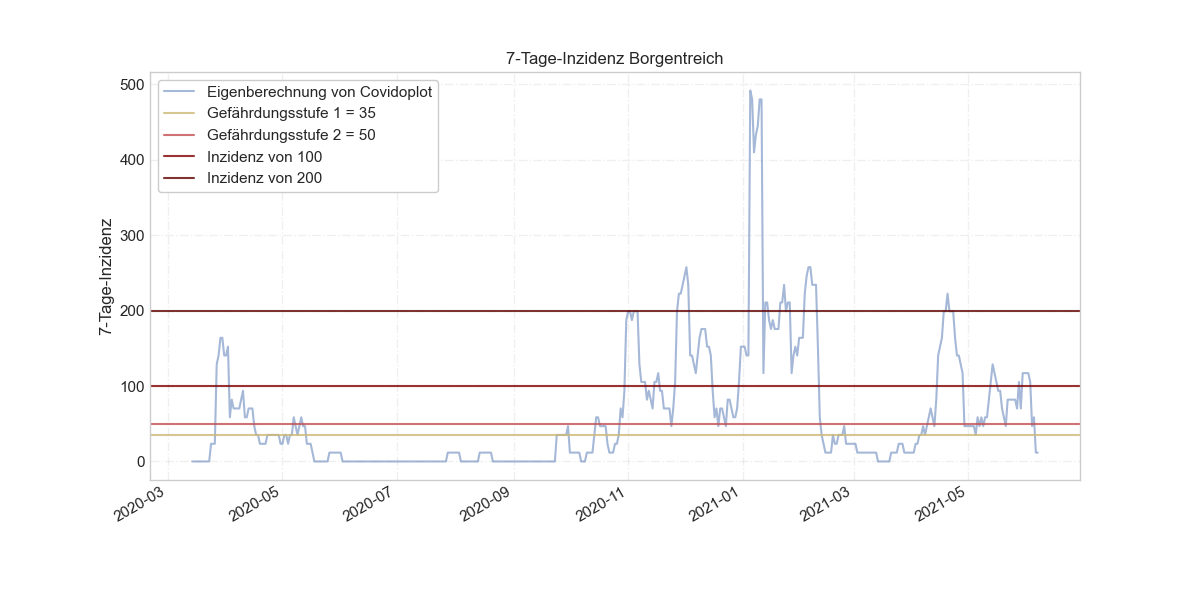 7-Tage-Inzidenz Borgentreich
500
400
300
200
100
0
7-Tage-Inzidenz
Eigenberechnung von Covidoplot
Gefährdungsstufe 1 = 35
Gefährdungsstufe 2 = 50
Inzidenz von 100
Inzidenz von 200
2020-03
2020-05
2020-07
2020-09
2020-11
2021-01
2021-03
2021-05